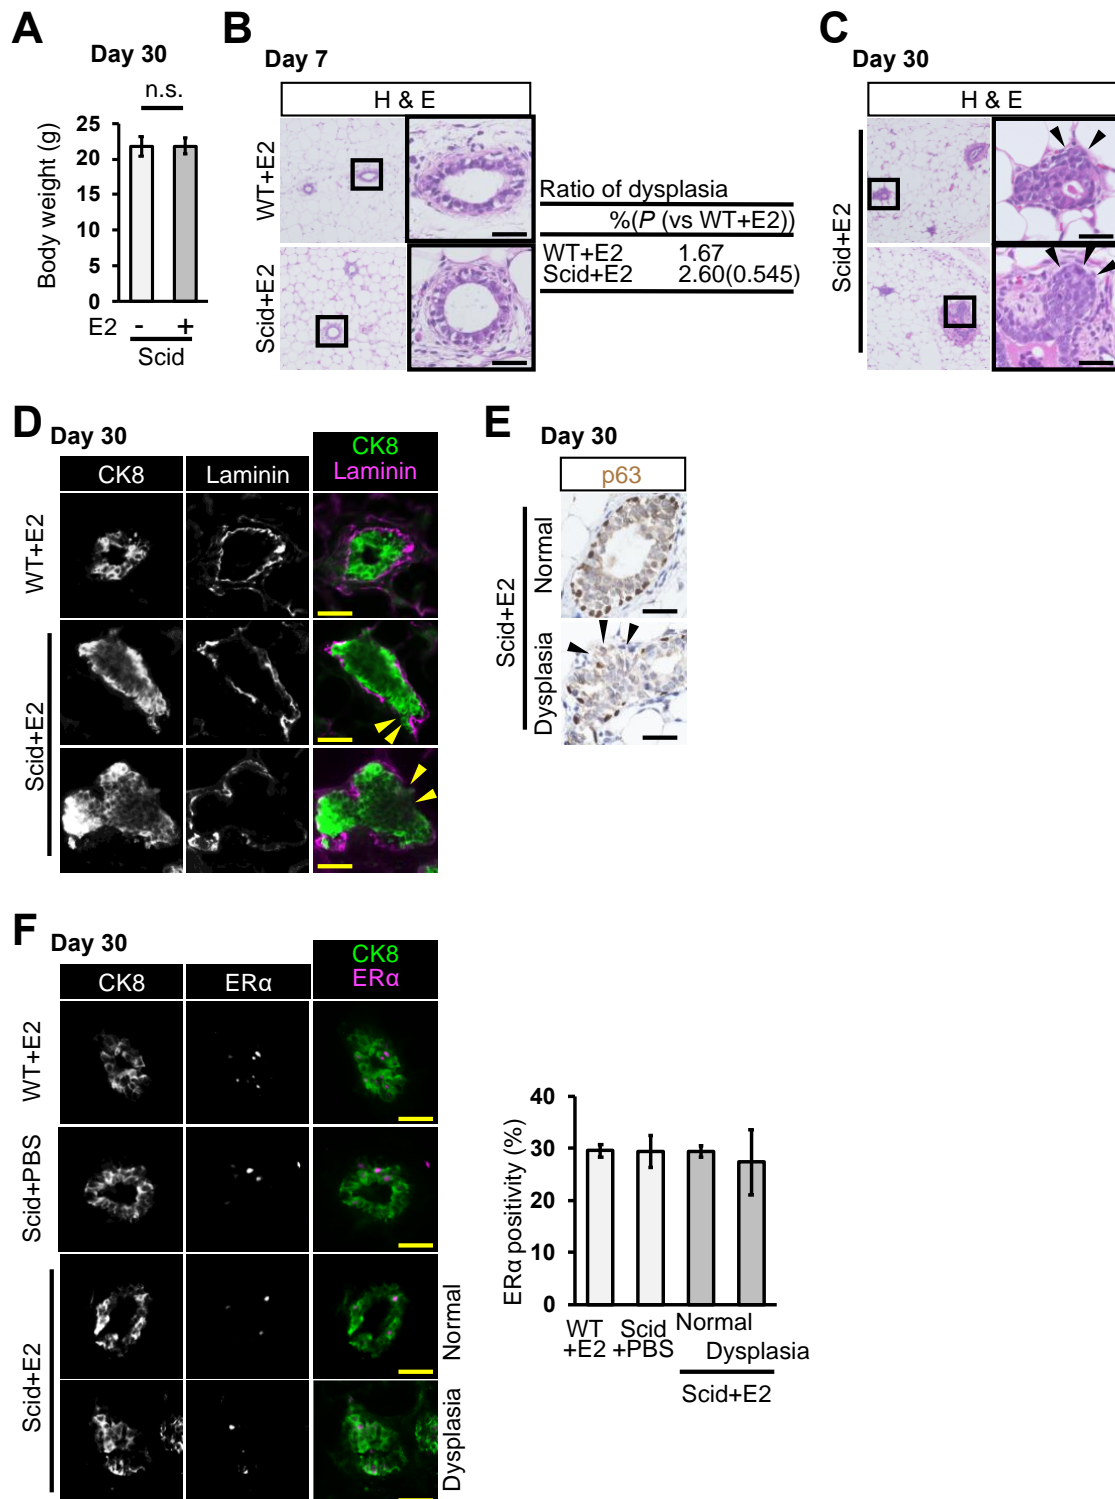 A
Day 30
n.s.
Body weight (g)
25
20
15
10
5
0
E2 - +
Scid
B
Day 7
H & E
WT+E2
Scid+E2
Ratio of dysplasia
%(P (vs WT+E2))
WT+E2 1.67
Scid+E2 2.60(0.545)
C
Day 30
H & E
Scid+E2
D
Day 30
CK8
Laminin
CK8
Laminin
WT+E2
Scid+E2
E
Day 30
p63
Scid+E2
Normal
Dysplasia
F
Day 30
CK8
ERα
CK8
ERα
WT+E2
Scid+PBS
Scid+E2
Normal
Dysplasia
ERα positivity (%)
40
30
20
10
0
WT
+E2
Scid
+PBS
Normal
Dysplasia
Scid+E2